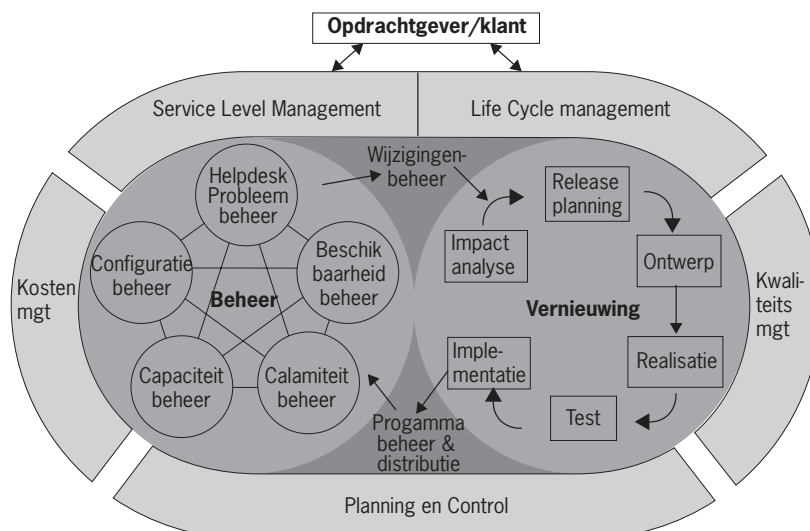 Opdrachtgever/klant
Service Level Management
Life Cycle management
Kosten
mgt
Kwali-
teits
mgt
Planning en Control
Helpdesk
Probleem
beheer
Configuratie
beheer
Beschik
baarheid
beheer
Beheer
Capaciteit
beheer
Calamiteit
beheer
Wijzigingen-
beheer
Impact
analyse
Release
planning
Ontwerp
Vernieuwing
Realisatie
Test
Imple-
mentatie
Progamma
beheer &
distributie